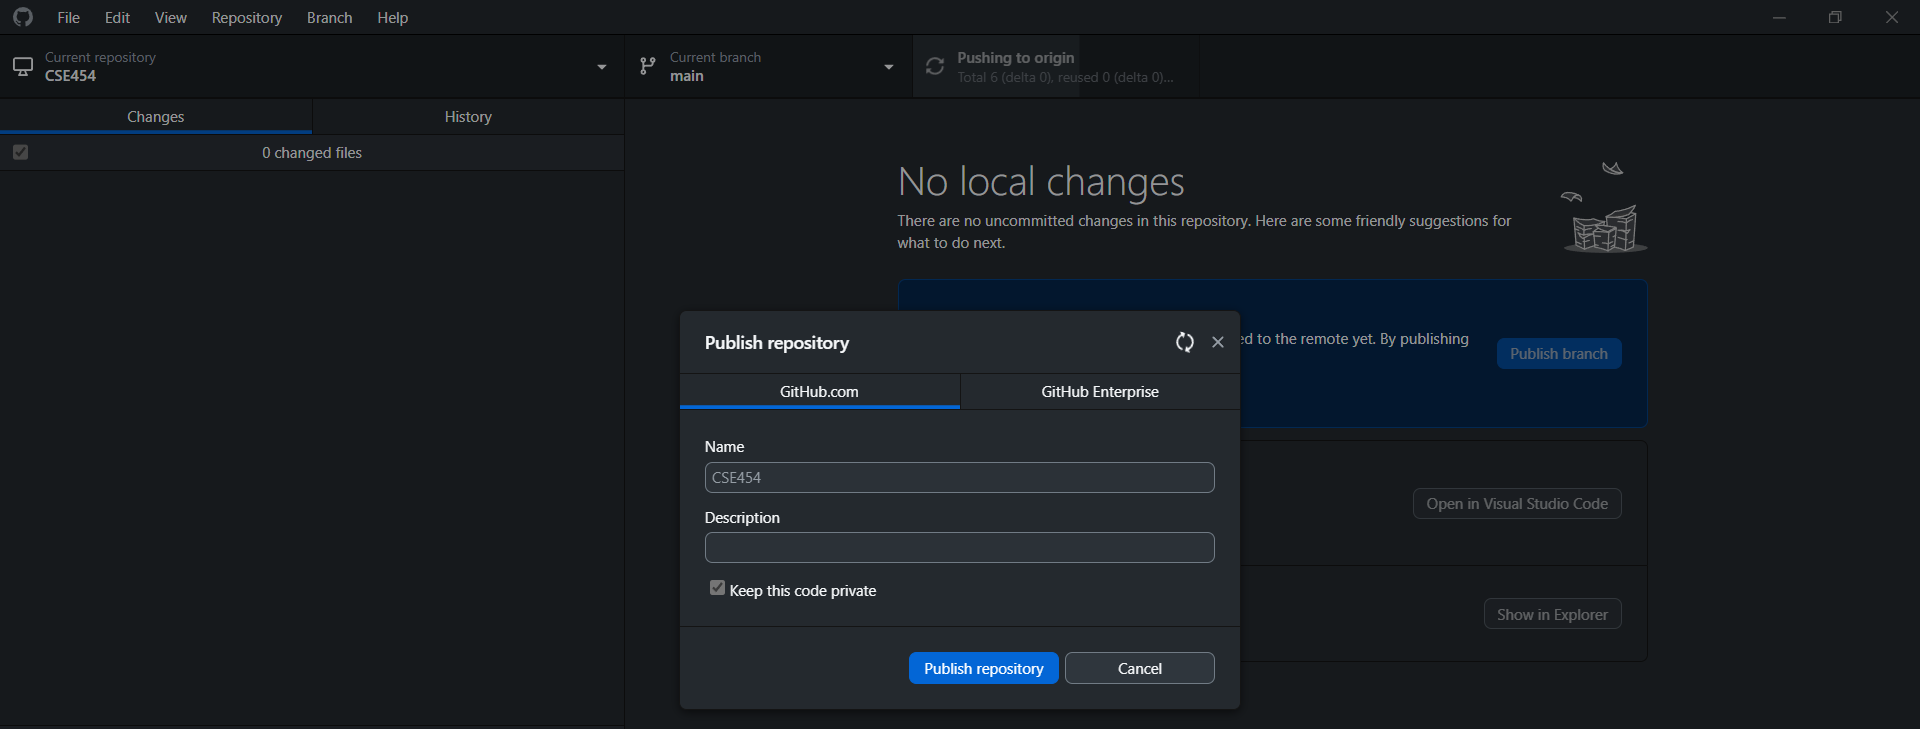 File Edit View Repository Branch Help
Current repository
CSE454
Current branch
main
Pushing to origin
Total 6 (delta 0), reused 0 (delta 0)...
Changes
History
0 changed files
No local changes
There are no uncommitted changes in this repository. Here are some friendly suggestions for
what to do next.
ed to the remote yet. By publishing
Publish branch
Open in Visual Studio Code
Show in Explorer
Publish repository
GitHub.com
GitHub Enterprise
Name
CSE454
Description
Keep this code private
Publish repository
Cancel